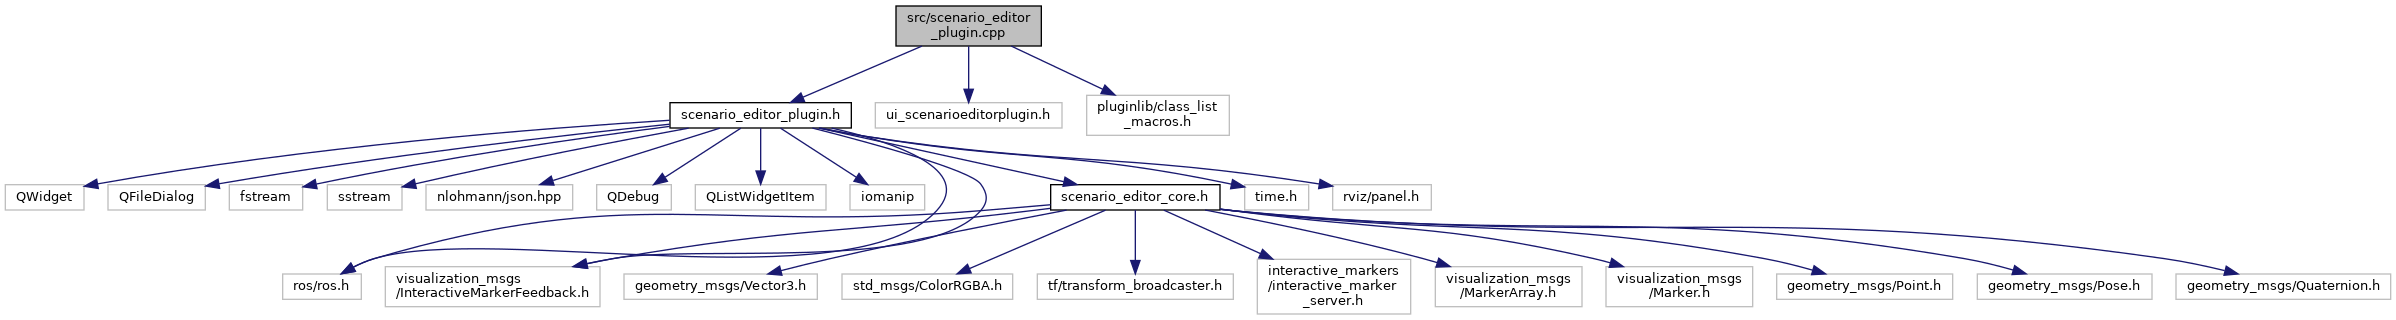 src/scenario_editor
_plugin.cpp
scenario_editor_plugin.h
ui_scenarioeditorplugin.h
pluginlib/class_list
_macros.h
QWidget
QFileDialog
fstream
sstream
nlohmann/json.hpp
QDebug
QListWidgetItem
iomanip
scenario_editor_core.h
time.h
rviz/panel.h
ros/ros.h
visualization_msgs
/InteractiveMarkerFeedback.h
geometry_msgs/Vector3.h
std_msgs/ColorRGBA.h
tf/transform_broadcaster.h
interactive_markers
/interactive_marker
_server.h
visualization_msgs
/MarkerArray.h
visualization_msgs
/Marker.h
geometry_msgs/Point.h
geometry_msgs/Pose.h
geometry_msgs/Quaternion.h